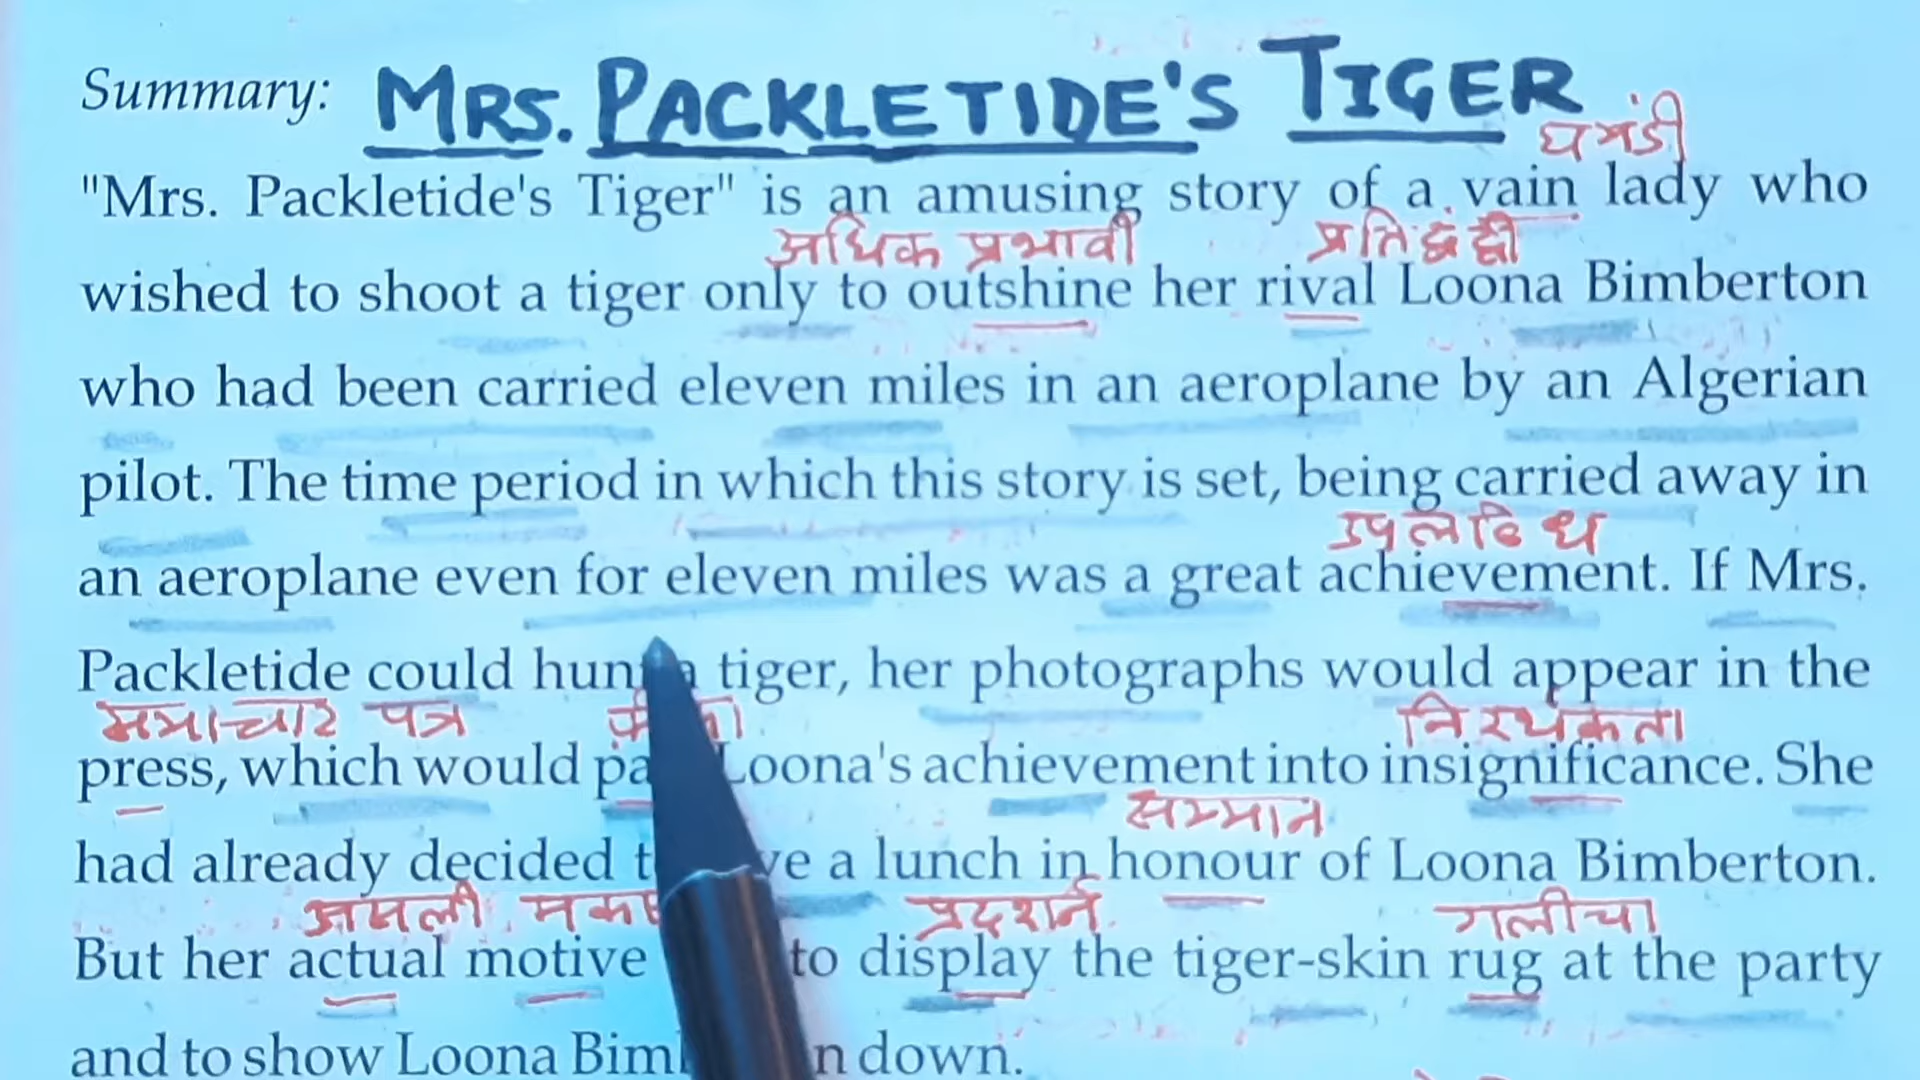 Summary: MRS. PACKLETIDE'S TIGER
घमंडी
"Mrs. Packletide's Tiger" is an amusing story of a vain lady who
अधिक प्रभावी प्रतिद्वंद्वी
wished to shoot a tiger only to outshine her rival Loona Bimberton
who had been carried eleven miles in an aeroplane by an Algerian
pilot. The time period in which this story is set, being carried away in
उपलब्धि
an aeroplane even for eleven miles was a great achievement. If Mrs.
Packletide could hunt a tiger, her photographs would appear in the
समाचार पत्र निरर्थकता
press, which would Loona's achievement into insignificance. She
सम्मान
had already decided a lunch in honour of Loona Bimberton.
असली प्रदर्शन गलीचा
But her actual motive to display the tiger-skin rug at the party
and to show Loona down.